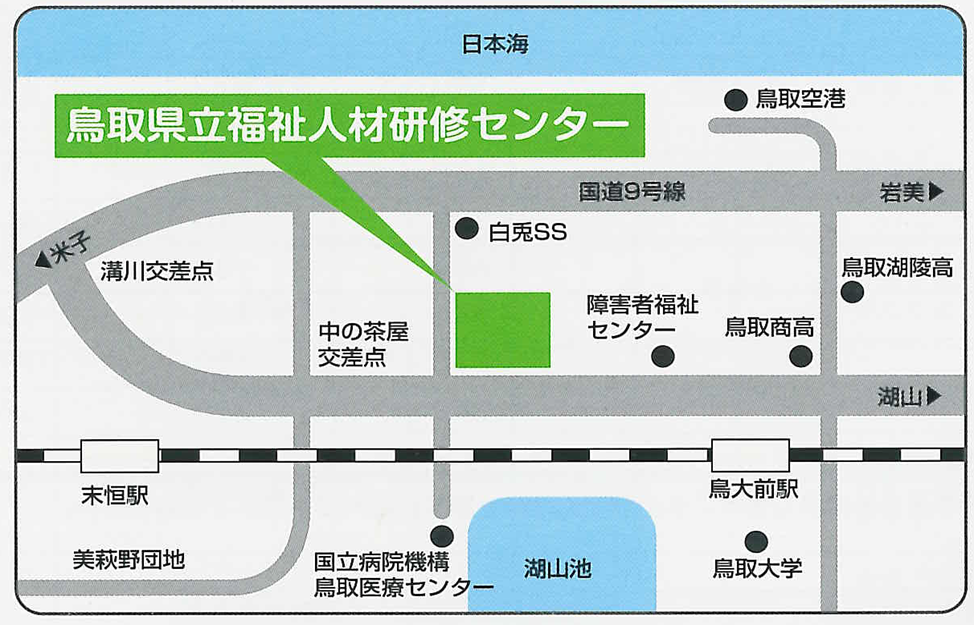 日本海
鳥取空港
鳥取県立福祉人材研修センター
国道9号線
岩美▶
白兎SS
◀米子
溝川交差点
鳥取湖陵高
障害者福祉
センター
鳥取商高
中の茶屋
交差点
湖山▶
末恒駅
鳥大前駅
美萩野団地
国立病院機構
鳥取医療センター
湖山池
鳥取大学